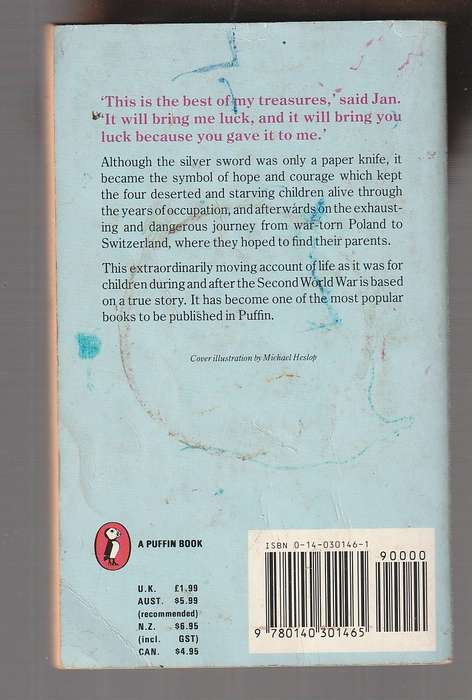 ‘This is the best of my treasures,’ said Jan.
‘It will bring me luck, and it will bring you
luck because you gave it to me.’
Although the silver sword was only a paper knife, it
became the symbol of hope and courage which kept
the four deserted and starving children alive through
the years of occupation, and afterwards on the exhaust-
ing and dangerous journey from war-torn Poland to
Switzerland, where they hoped to find their parents.
This extraordinarily moving account of life as it was for
children during and after the Second World War is based
on a true story. It has become one of the most popular
books to be published in Puffin.
Cover illustration by Michael Heslop
A PUFFIN BOOK
U.K. £1.99
AUST. $5.99
(recommended)
N.Z. $6.95
(incl. GST)
CAN. $4.95
ISBN 0-14-030146-1
90000
9 780140 301465